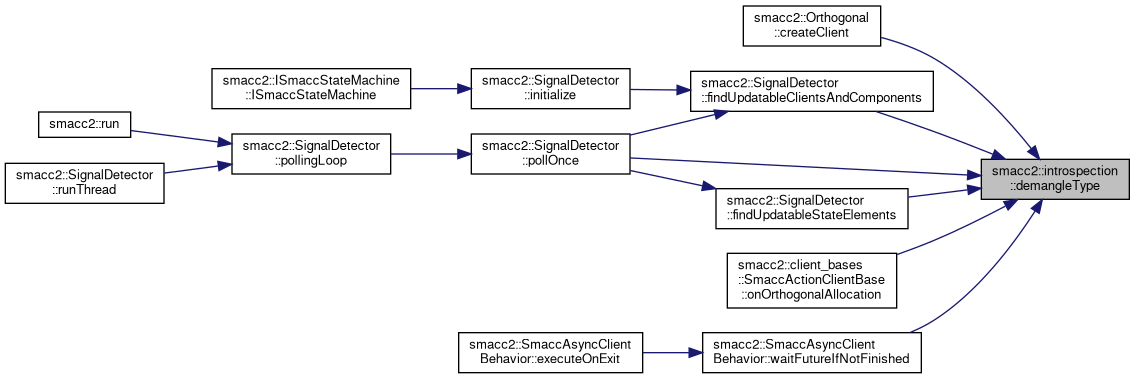 smacc2::Orthogonal
::createClient
smacc2::ISmaccStateMachine
::ISmaccStateMachine
smacc2::SignalDetector
::initialize
smacc2::SignalDetector
::findUpdatableClientsAndComponents
smacc2::run
smacc2::SignalDetector
::pollingLoop
smacc2::SignalDetector
::pollOnce
smacc2::SignalDetector
::runThread
smacc2::introspection
::demangleType
smacc2::SignalDetector
::findUpdatableStateElements
smacc2::client_bases
::SmaccActionClientBase
::onOrthogonalAllocation
smacc2::SmaccAsyncClient
Behavior::executeOnExit
smacc2::SmaccAsyncClient
Behavior::waitFutureIfNotFinished